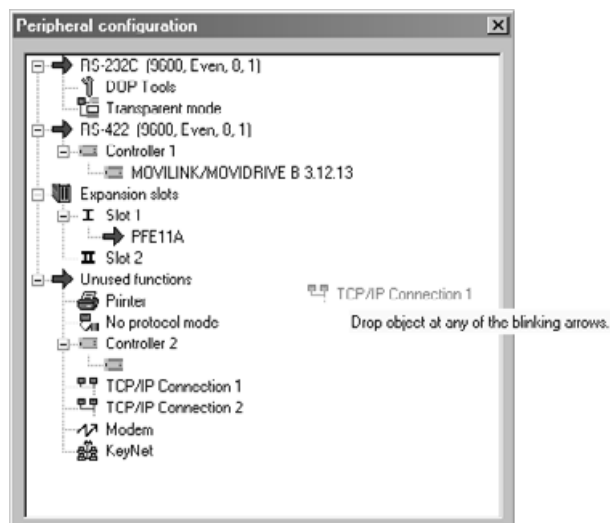 Peripheral configuration
RS-232C (9600, Even, 8, 1)
DOP Tools
Transparent mode
RS-422 (9600, Even, 8, 1)
Controller 1
MOVILINK/MOVIDRIVE B 3.12.13
Expansion slots
I Slot 1
PFE11A
II Slot 2
Unused functions
Printer
TCP/IP Connection 1
No protocol mode
Drop object at any of the blinking arrows.
Controller 2
TCP/IP Connection 1
TCP/IP Connection 2
Modem
KeyNet